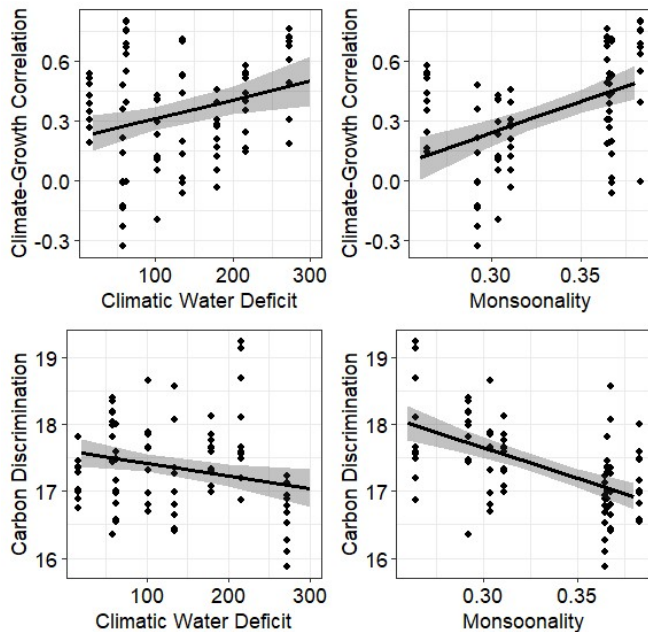 Climate-Growth Correlation
0.6
0.3
0.0
-0.3
100 200 300
Climatic Water Deficit
Climate-Growth Correlation
0.6
0.3
0.0
-0.3
0.30 0.35
Monsoonality
Carbon Discrimination
19
18
17
16
100 200 300
Climatic Water Deficit
Carbon Discrimination
19
18
17
16
0.30 0.35
Monsoonality